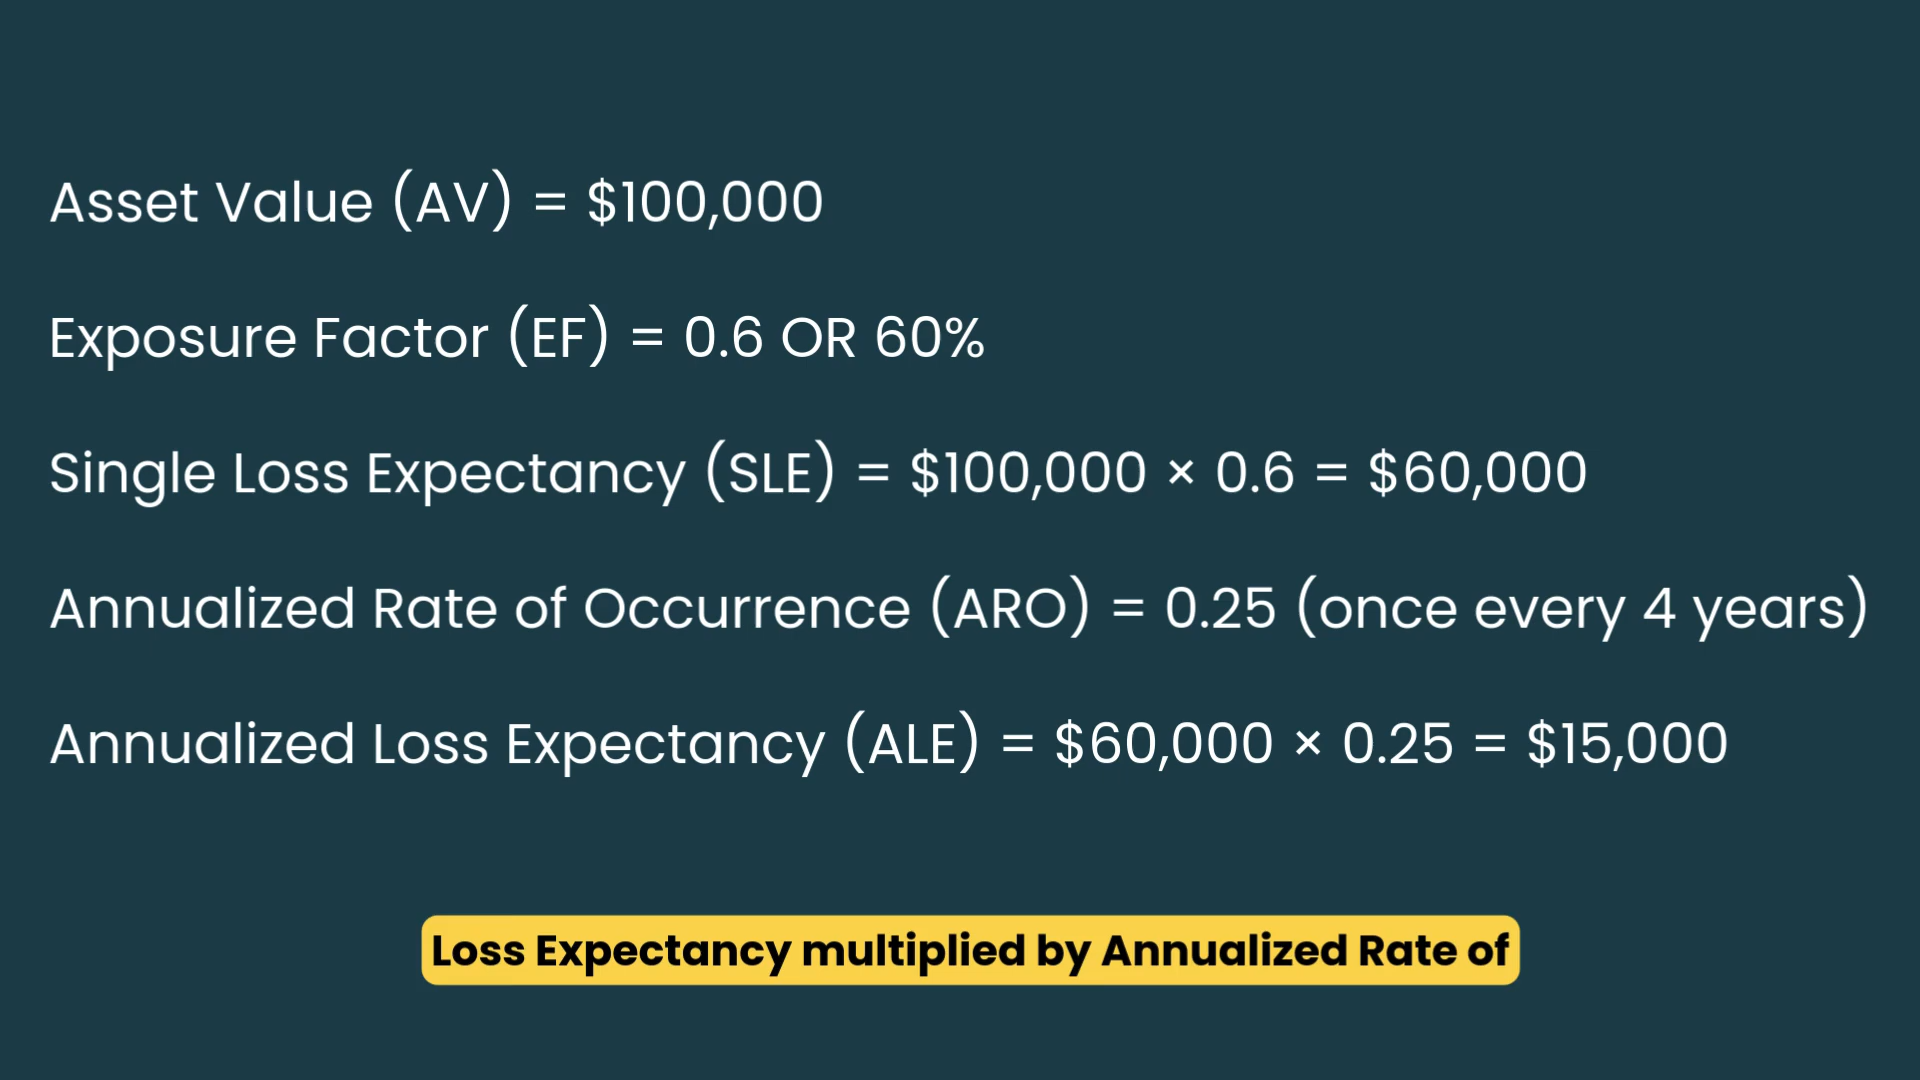 Asset Value (AV) = $100,000
Exposure Factor (EF) = 0.6 OR 60%
Single Loss Expectancy (SLE) = $100,000 × 0.6 = $60,000
Annualized Rate of Occurrence (ARO) = 0.25 (once every 4 years)
Annualized Loss Expectancy (ALE) = $60,000 × 0.25 = $15,000
Loss Expectancy multiplied by Annualized Rate of